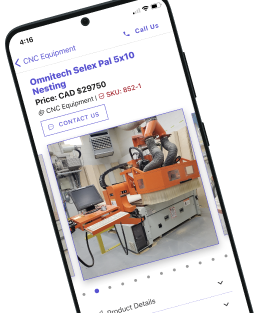 4:16
CNC Equipment
Call Us
Omnitech Selex Pal 5x10
Nesting
Price: CAD $29750
@ CNC Equipment | SKU: 852-1
CONTACT US
Product Details